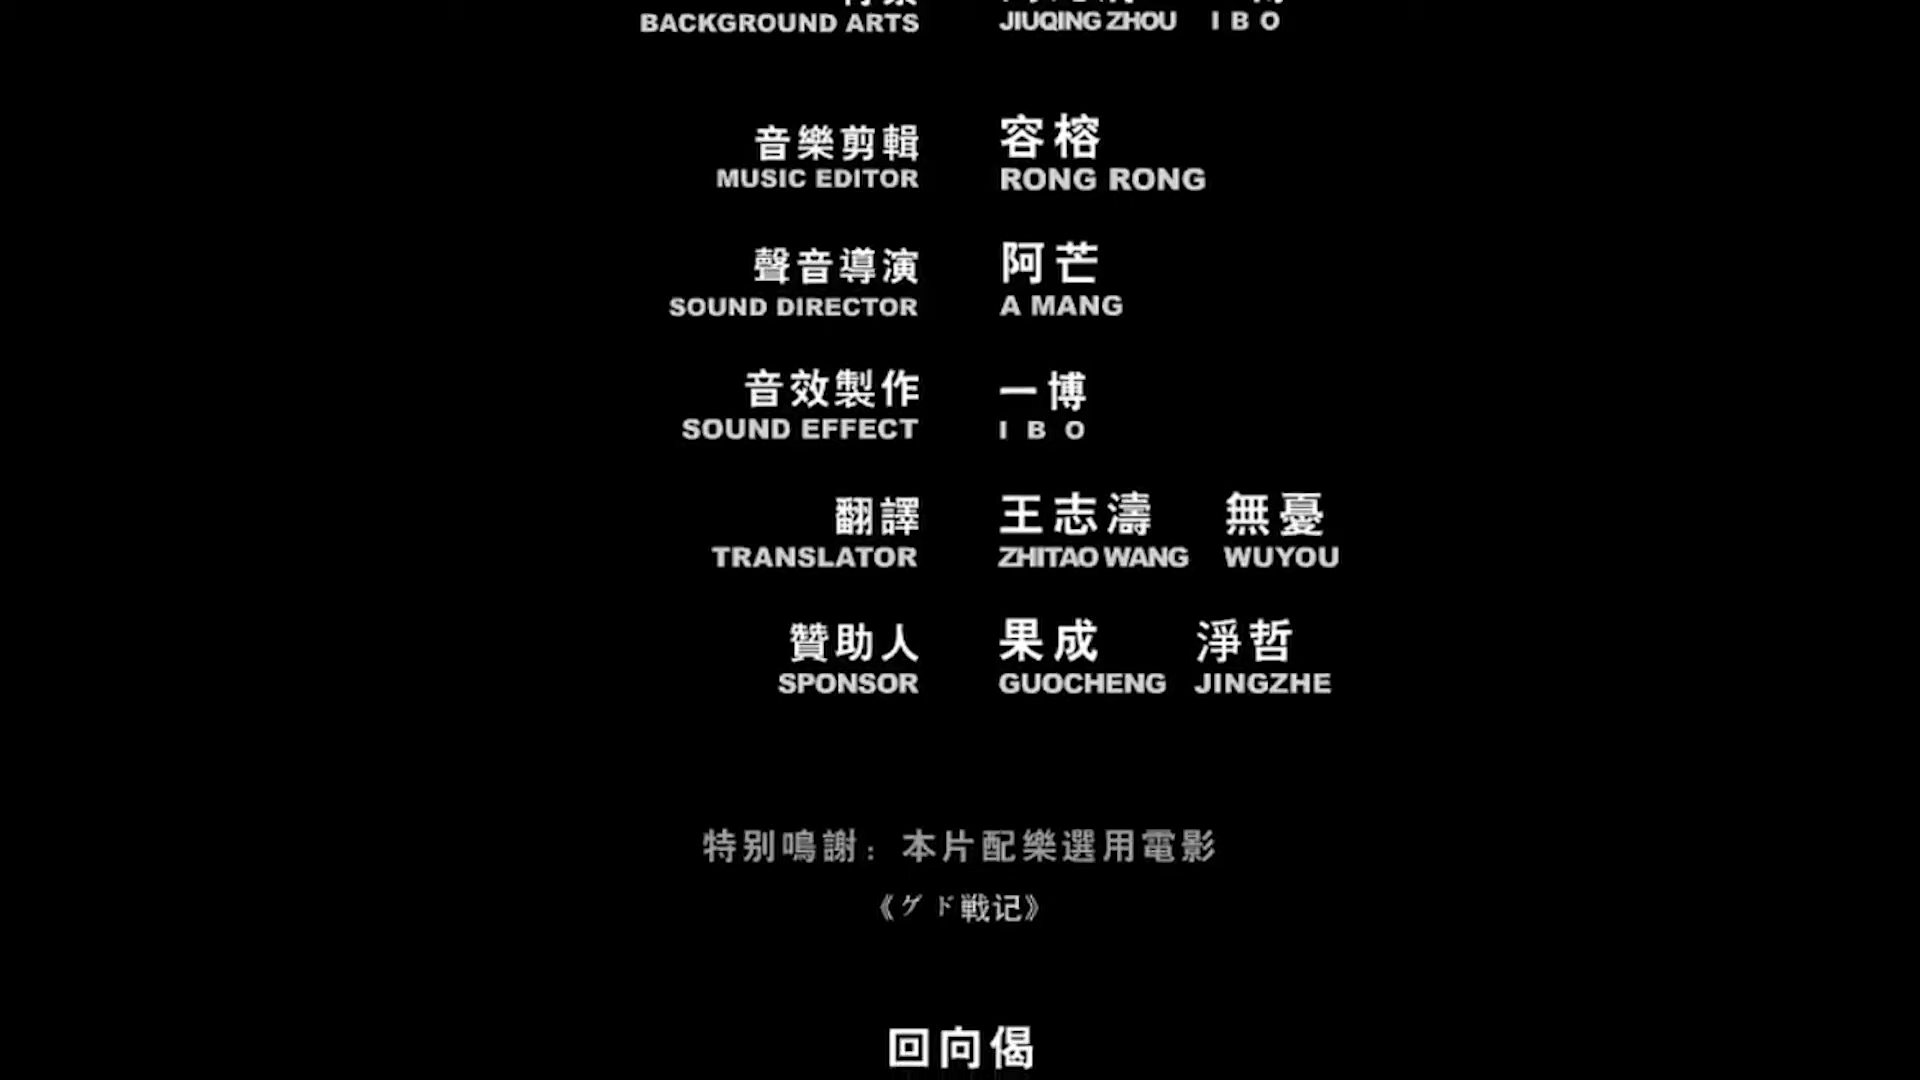 BACKGROUND ARTS JIUQING ZHOU I B O
音樂剪輯 容榕
MUSIC EDITOR RONG RONG
聲音導演 阿芒
SOUND DIRECTOR A MANG
音效製作 一博
SOUND EFFECT I B O
翻譯 王志濤 無憂
TRANSLATOR ZHITAO WANG WUYOU
贊助人 果成 淨哲
SPONSOR GUOCHENG JINGZHE
特别鳴謝：本片配樂選用電影
《ゲド戦记》
回向偈